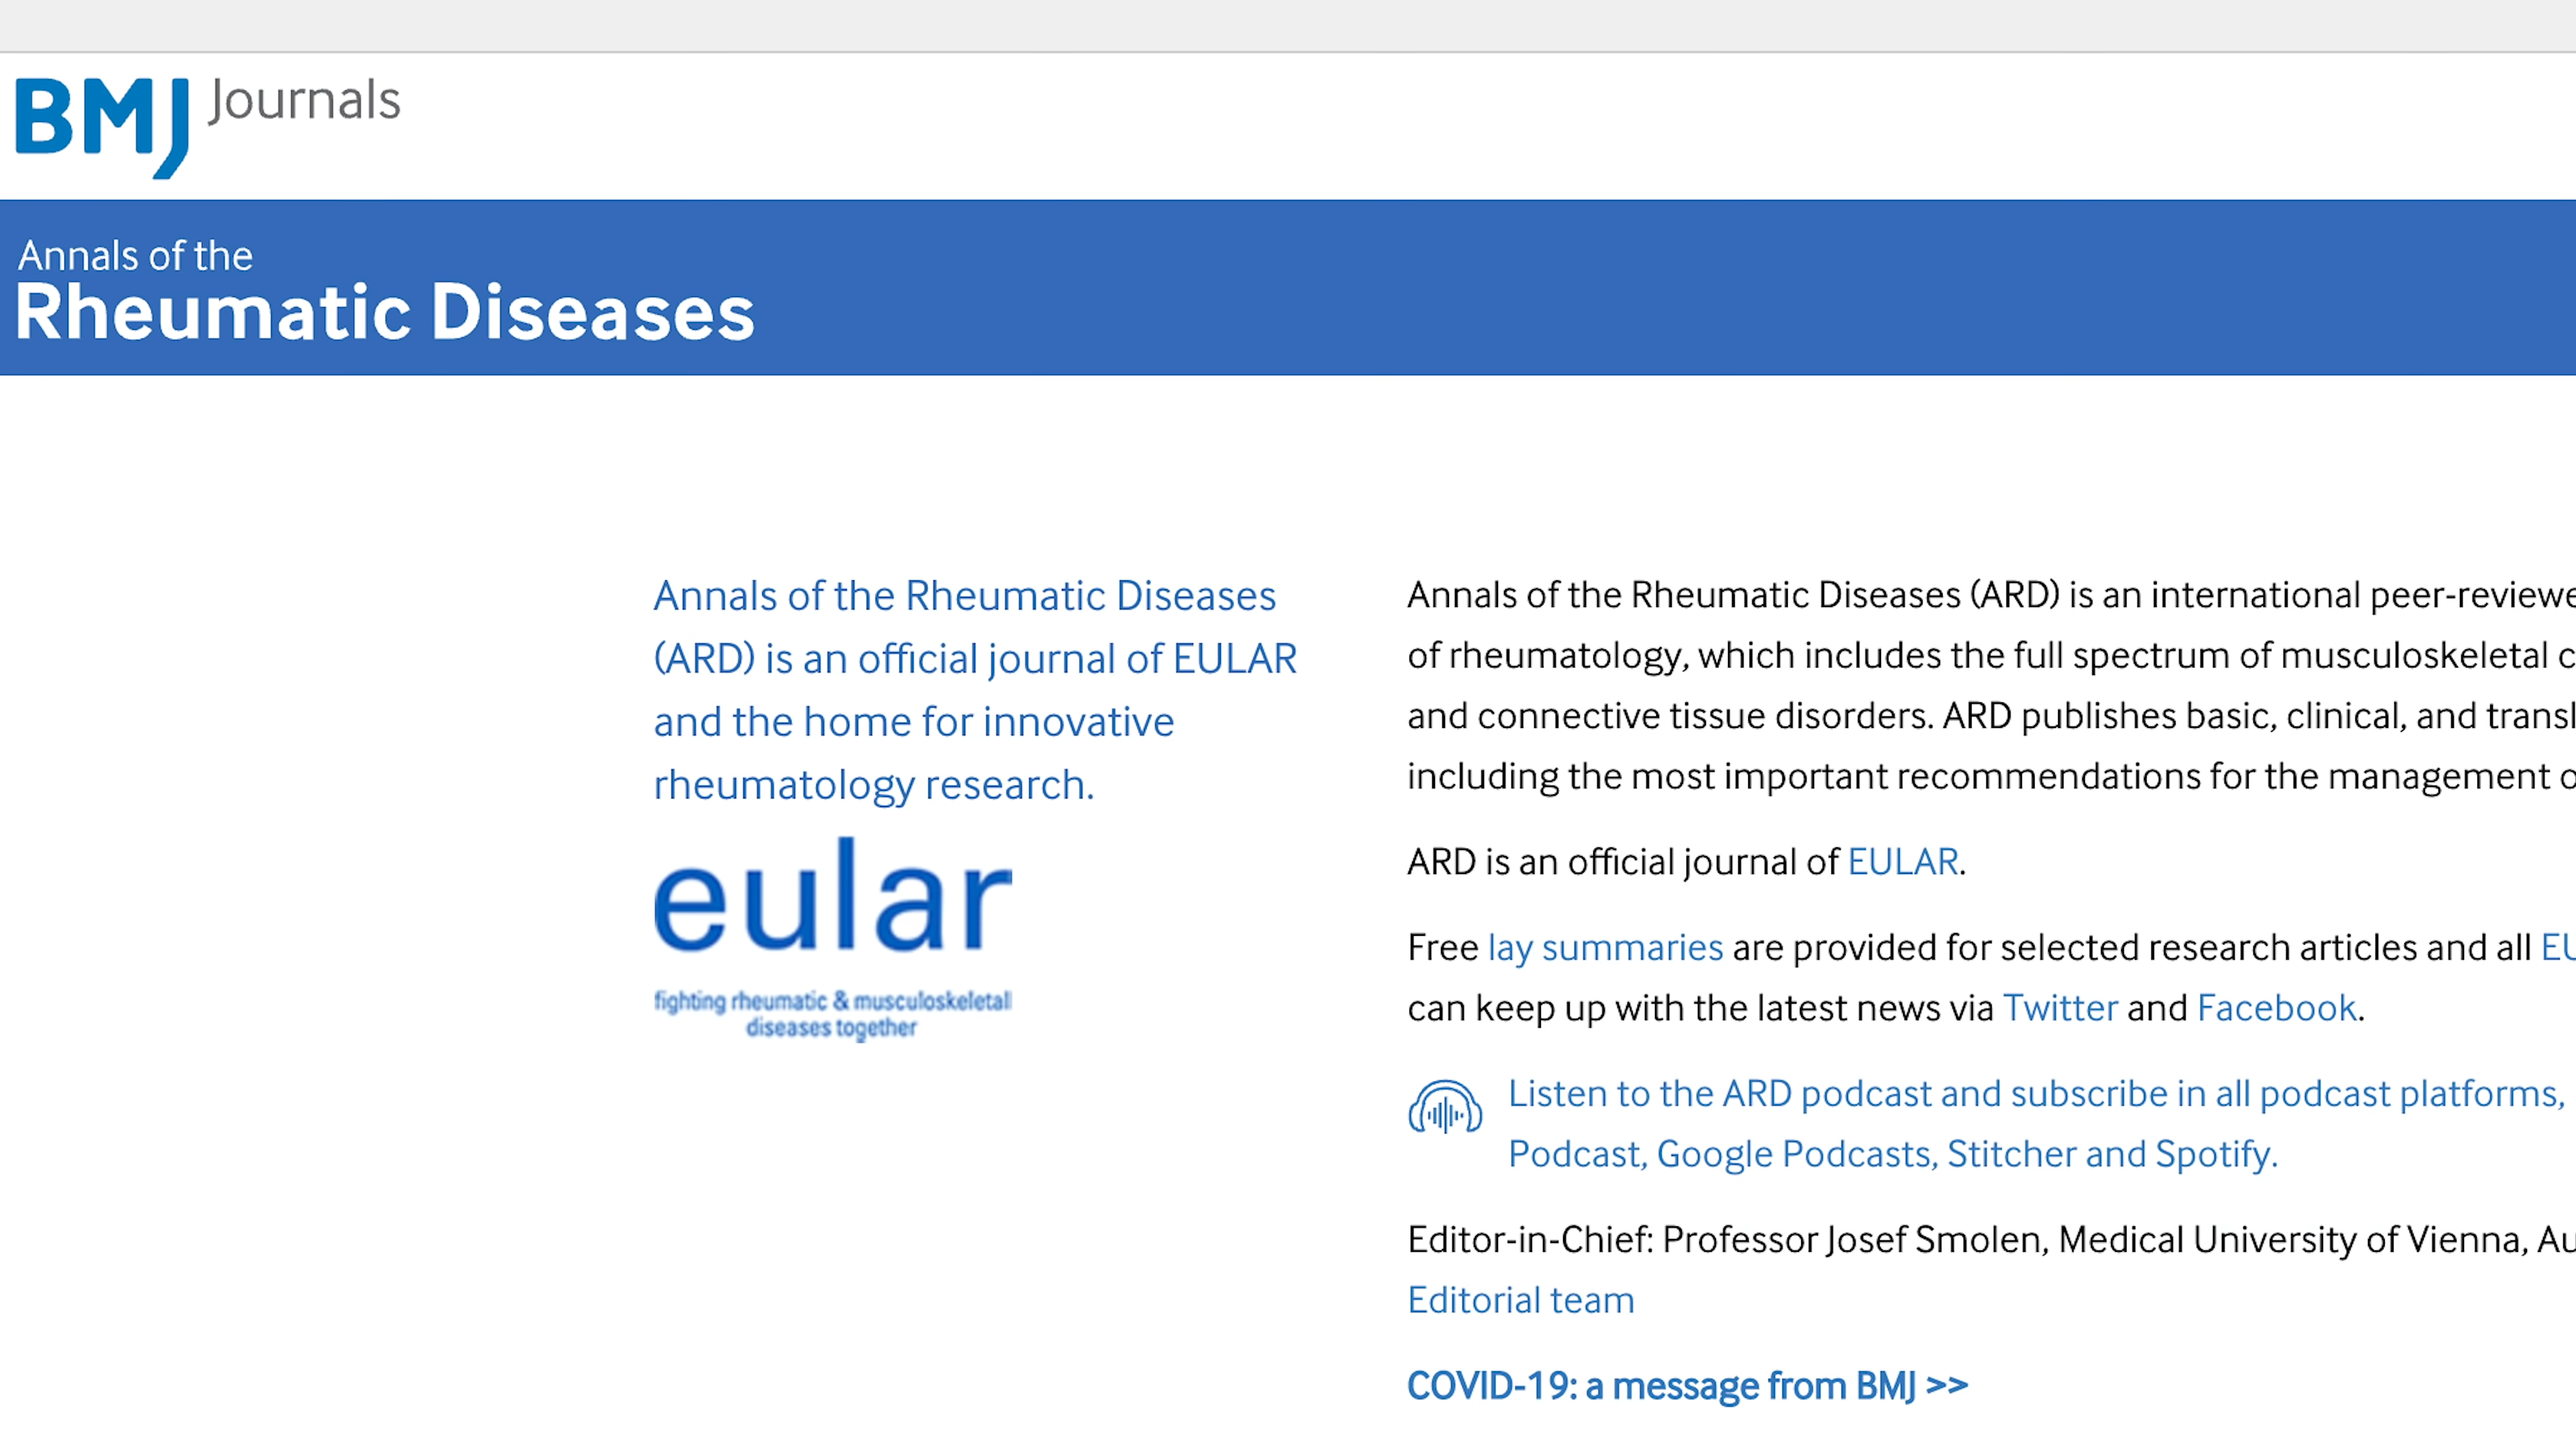 BMJ Journals
Annals of the
Rheumatic Diseases
Annals of the Rheumatic Diseases
(ARD) is an official journal of EULAR
and the home for innovative
rheumatology research.
eular
fighting rheumatic & musculoskeletal
diseases together
Annals of the Rheumatic Diseases (ARD) is an international peer-reviewe
of rheumatology, which includes the full spectrum of musculoskeletal c
and connective tissue disorders. ARD publishes basic, clinical, and transl
including the most important recommendations for the management o
ARD is an official journal of EULAR.
Free lay summaries are provided for selected research articles and all EU
can keep up with the latest news via Twitter and Facebook.
Listen to the ARD podcast and subscribe in all podcast platforms,
Podcast, Google Podcasts, Stitcher and Spotify.
Editor-in-Chief: Professor Josef Smolen, Medical University of Vienna, Au
Editorial team
COVID-19: a message from BMJ >>